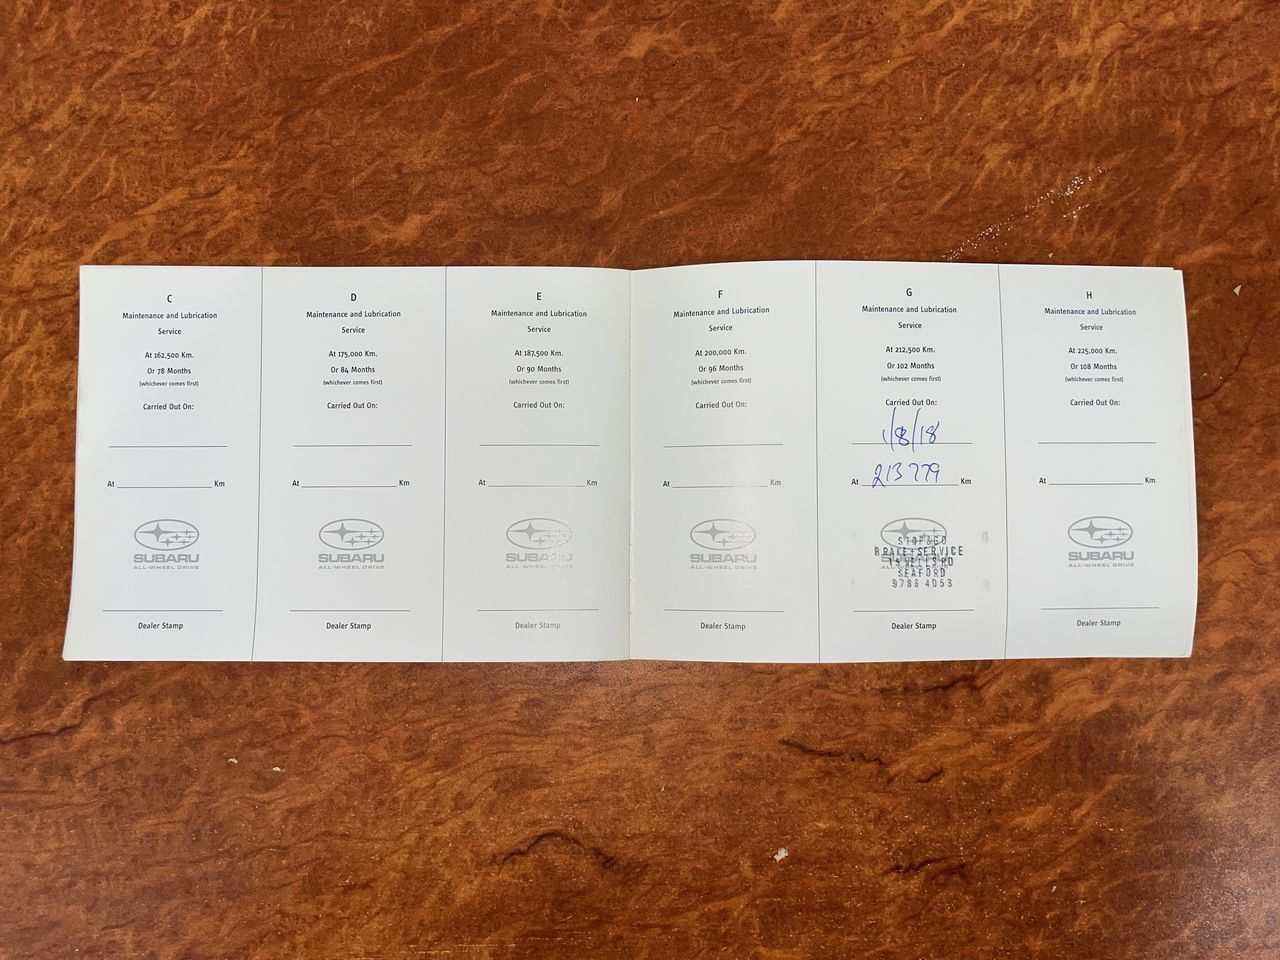 C
Maintenance and Lubrication
Service
At 162,500 Km.
Or 78 Months
(whichever comes first)
Carried Out On:
At Km
SUBARU
ALL-WHEEL DRIVE
Dealer Stamp
D
Maintenance and Lubrication
Service
At 175,000 Km.
Or 84 Months
(whichever comes first)
Carried Out On:
At Km
SUBARU
ALL-WHEEL DRIVE
Dealer Stamp
E
Maintenance and Lubrication
Service
At 187,500 Km.
Or 90 Months
(whichever comes first)
Carried Out On:
At Km
SUBARU
ALL-WHEEL DRIVE
Dealer Stamp
F
Maintenance and Lubrication
Service
At 200,000 Km.
Or 96 Months
(whichever comes first)
Carried Out On:
At Km
SUBARU
ALL-WHEEL DRIVE
Dealer Stamp
G
Maintenance and Lubrication
Service
At 212,500 Km.
Or 102 Months
(whichever comes first)
Carried Out On:
1/8/18
At 213779 Km
STOP&GO
BRAKE+SERVICE
WELLS RD
SEAFORD
9786 4053
Dealer Stamp
H
Maintenance and Lubrication
Service
At 225,000 Km.
Or 108 Months
(whichever comes first)
Carried Out On:
At Km
SUBARU
ALL-WHEEL DRIVE
Dealer Stamp